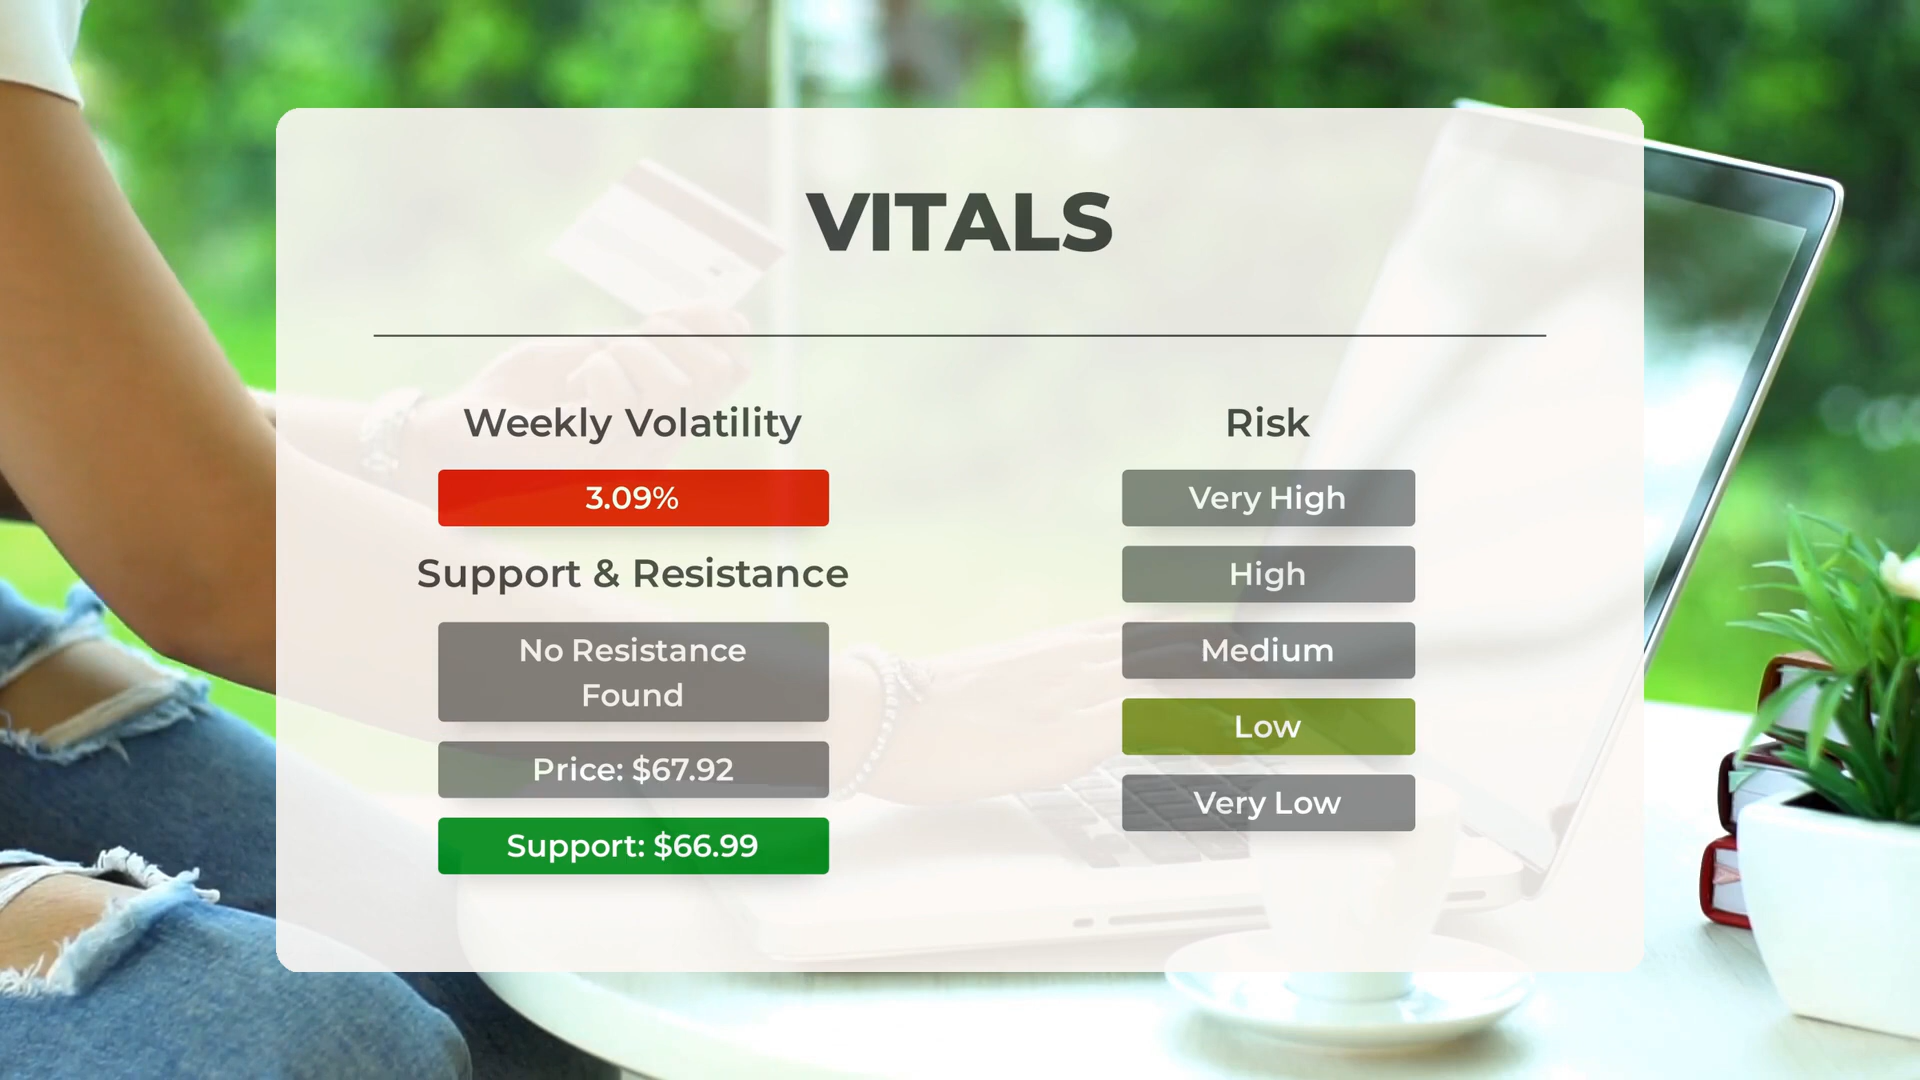 VITALS
Weekly Volatility
3.09%
Support & Resistance
No Resistance
Found
Price: $67.92
Support: $66.99
Risk
Very High
High
Medium
Low
Very Low